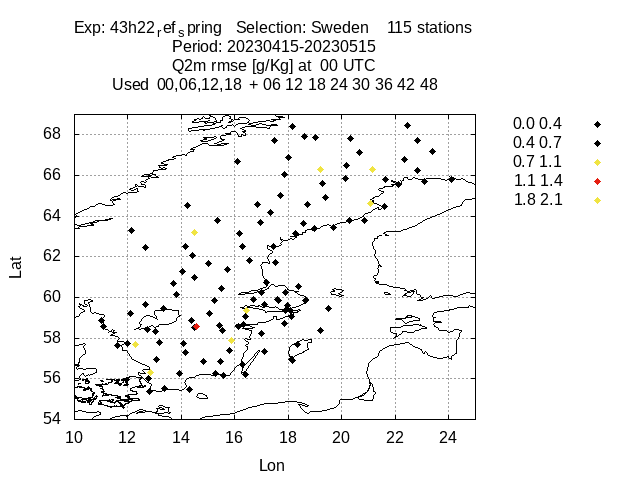 Exp: 43h22refspring Selection: Sweden 115 stations
Period: 20230415-20230515
Q2m rmse [g/Kg] at 00 UTC
Used 00,06,12,18 + 06 12 18 24 30 36 42 48
0.0 0.4
0.4 0.7
0.7 1.1
1.1 1.4
1.8 2.1
68
66
64
62
60
58
56
54
Lat
10 12 14 16 18 20 22 24
Lon